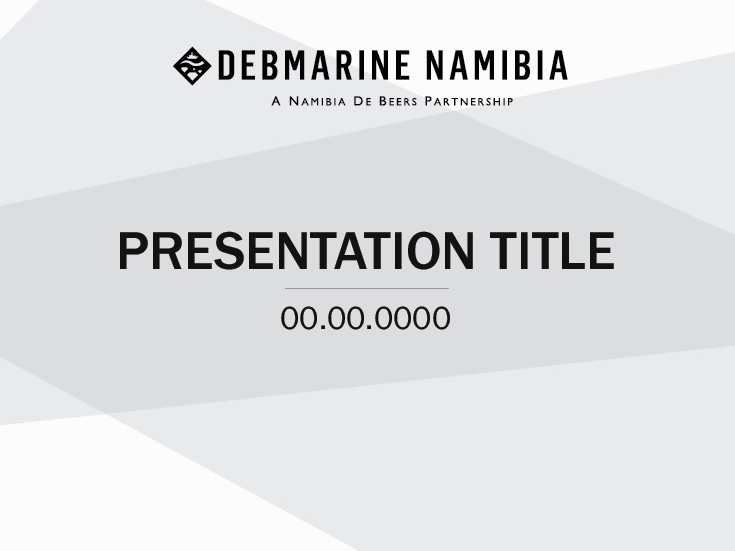 DEBMARINE NAMIBIA
A Namibia De Beers Partnership
PRESENTATION TITLE
00.00.0000